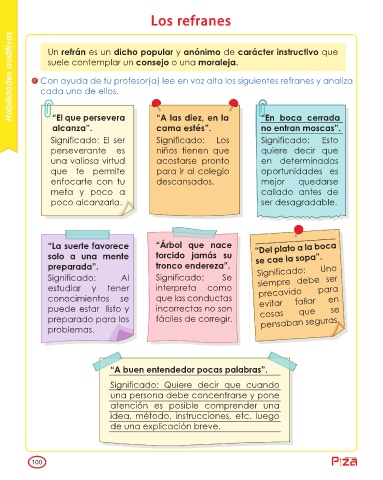 Los refranes
Habilidades auditivas
Un refrán es un dicho popular y anónimo de carácter instructivo que
suele contemplar un consejo o una moraleja.
Con ayuda de tu profesor(a) lee en voz alta los siguientes refranes y analiza
cada uno de ellos.
"El que persevera
alcanza".
Significado: El ser
perseverante es
una valiosa virtud
que te permite
enfocarte con tu
meta y poco a
poco alcanzarla.
"A las diez, en la
cama estés".
Significado: Los
niños tienen que
acostarse pronto
para ir al colegio
descansados.
"En boca cerrada
no entran moscas".
Significado: Esto
quiere decir que
en determinadas
oportunidades es
mejor quedarse
callado antes de
ser desagradable.
"La suerte favorece
solo a una mente
preparada".
Significado: Al
estudiar y tener
conocimientos se
puede estar listo y
preparado para los
problemas.
"Árbol que nace
torcido jamás su
tronco endereza".
Significado: Se
interpreta como
que las conductas
incorrectas no son
fáciles de corregir.
"Del plato a la boca
se cae la sopa".
Significado: Uno
siempre debe ser
precavido para
evitar fallar en
cosas que se
pensaban seguras.
"A buen entendedor pocas palabras".
Significado: Quiere decir que cuando
una persona debe concentrarse y pone
atención es posible comprender una
idea, método, instrucciones, etc. luego
de una explicación breve.
100